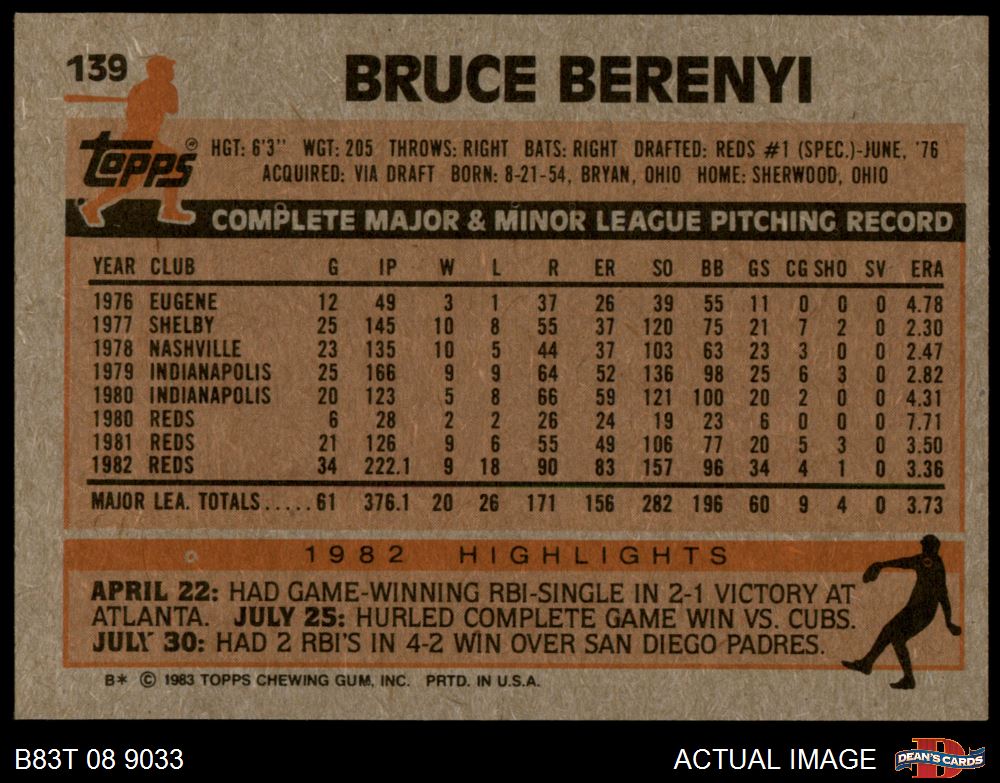 139
BRUCE BERENYI
Topps®
HGT: 6'3" WGT: 205 THROWS: RIGHT BATS: RIGHT DRAFTED: REDS #1 (SPEC.)-JUNE, '76
ACQUIRED: VIA DRAFT BORN: 8-21-54, BRYAN, OHIO HOME: SHERWOOD, OHIO
COMPLETE MAJOR & MINOR LEAGUE PITCHING RECORD
YEAR CLUB G IP W L R ER SO BB GS CG SHO SV ERA
1976 EUGENE 12 49 3 1 37 26 39 55 11 0 0 0 4.78
1977 SHELBY 25 145 10 8 55 37 120 75 21 7 2 0 2.30
1978 NASHVILLE 23 135 10 5 44 37 103 63 23 3 0 0 2.47
1979 INDIANAPOLIS 25 166 9 9 64 52 136 98 25 6 3 0 2.82
1980 INDIANAPOLIS 20 123 5 8 66 59 121 100 20 2 0 0 4.31
1980 REDS 6 28 2 2 26 24 19 23 6 0 0 0 7.71
1981 REDS 21 126 9 6 55 49 106 77 20 5 3 0 3.50
1982 REDS 34 222.1 9 18 90 83 157 96 34 4 1 0 3.36
MAJOR LEA. TOTALS.....61 376.1 20 26 171 156 282 196 60 9 4 0 3.73
1982 HIGHLIGHTS
APRIL 22: HAD GAME-WINNING RBI-SINGLE IN 2-1 VICTORY AT
ATLANTA. JULY 25: HURLED COMPLETE GAME WIN VS. CUBS.
JULY 30: HAD 2 RBI'S IN 4-2 WIN OVER SAN DIEGO PADRES.
B* © 1983 TOPPS CHEWING GUM, INC. PRTD. IN U.S.A.
B83T 08 9033
ACTUAL IMAGE
D
DEAN'S CARDS